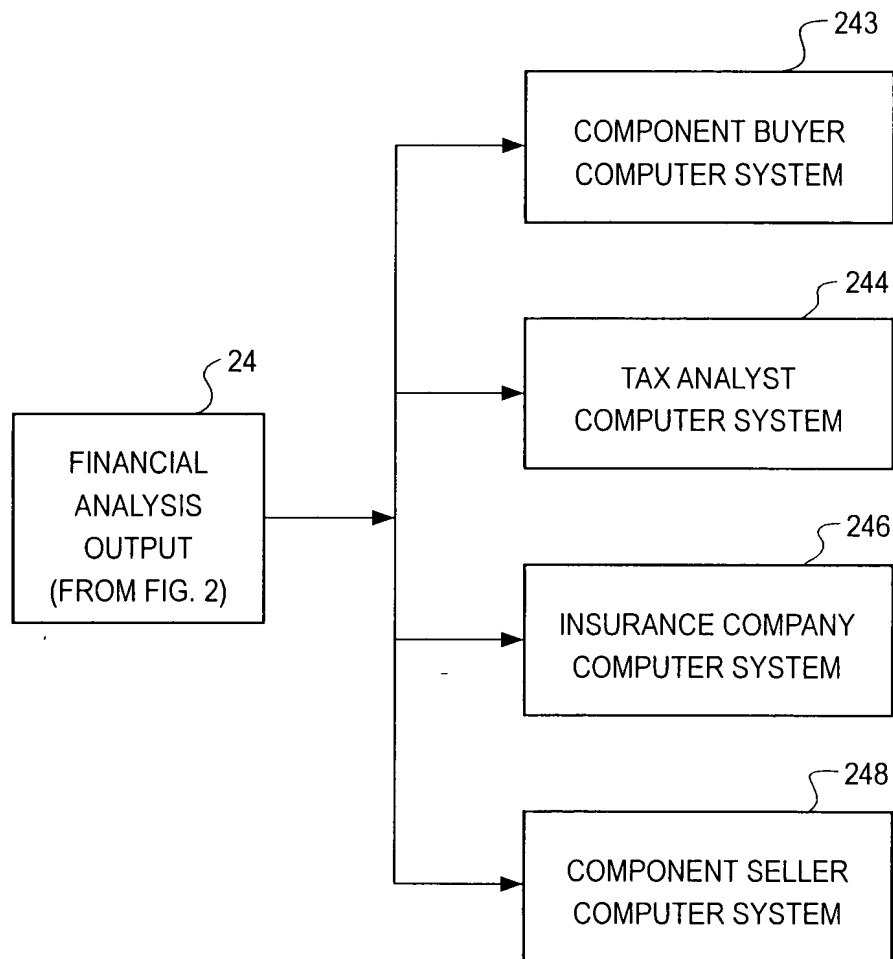 243
COMPONENT BUYER
COMPUTER SYSTEM
244
TAX ANALYST
COMPUTER SYSTEM
24
FINANCIAL
ANALYSIS
OUTPUT
(FROM FIG. 2)
246
INSURANCE COMPANY
COMPUTER SYSTEM
248
COMPONENT SELLER
COMPUTER SYSTEM